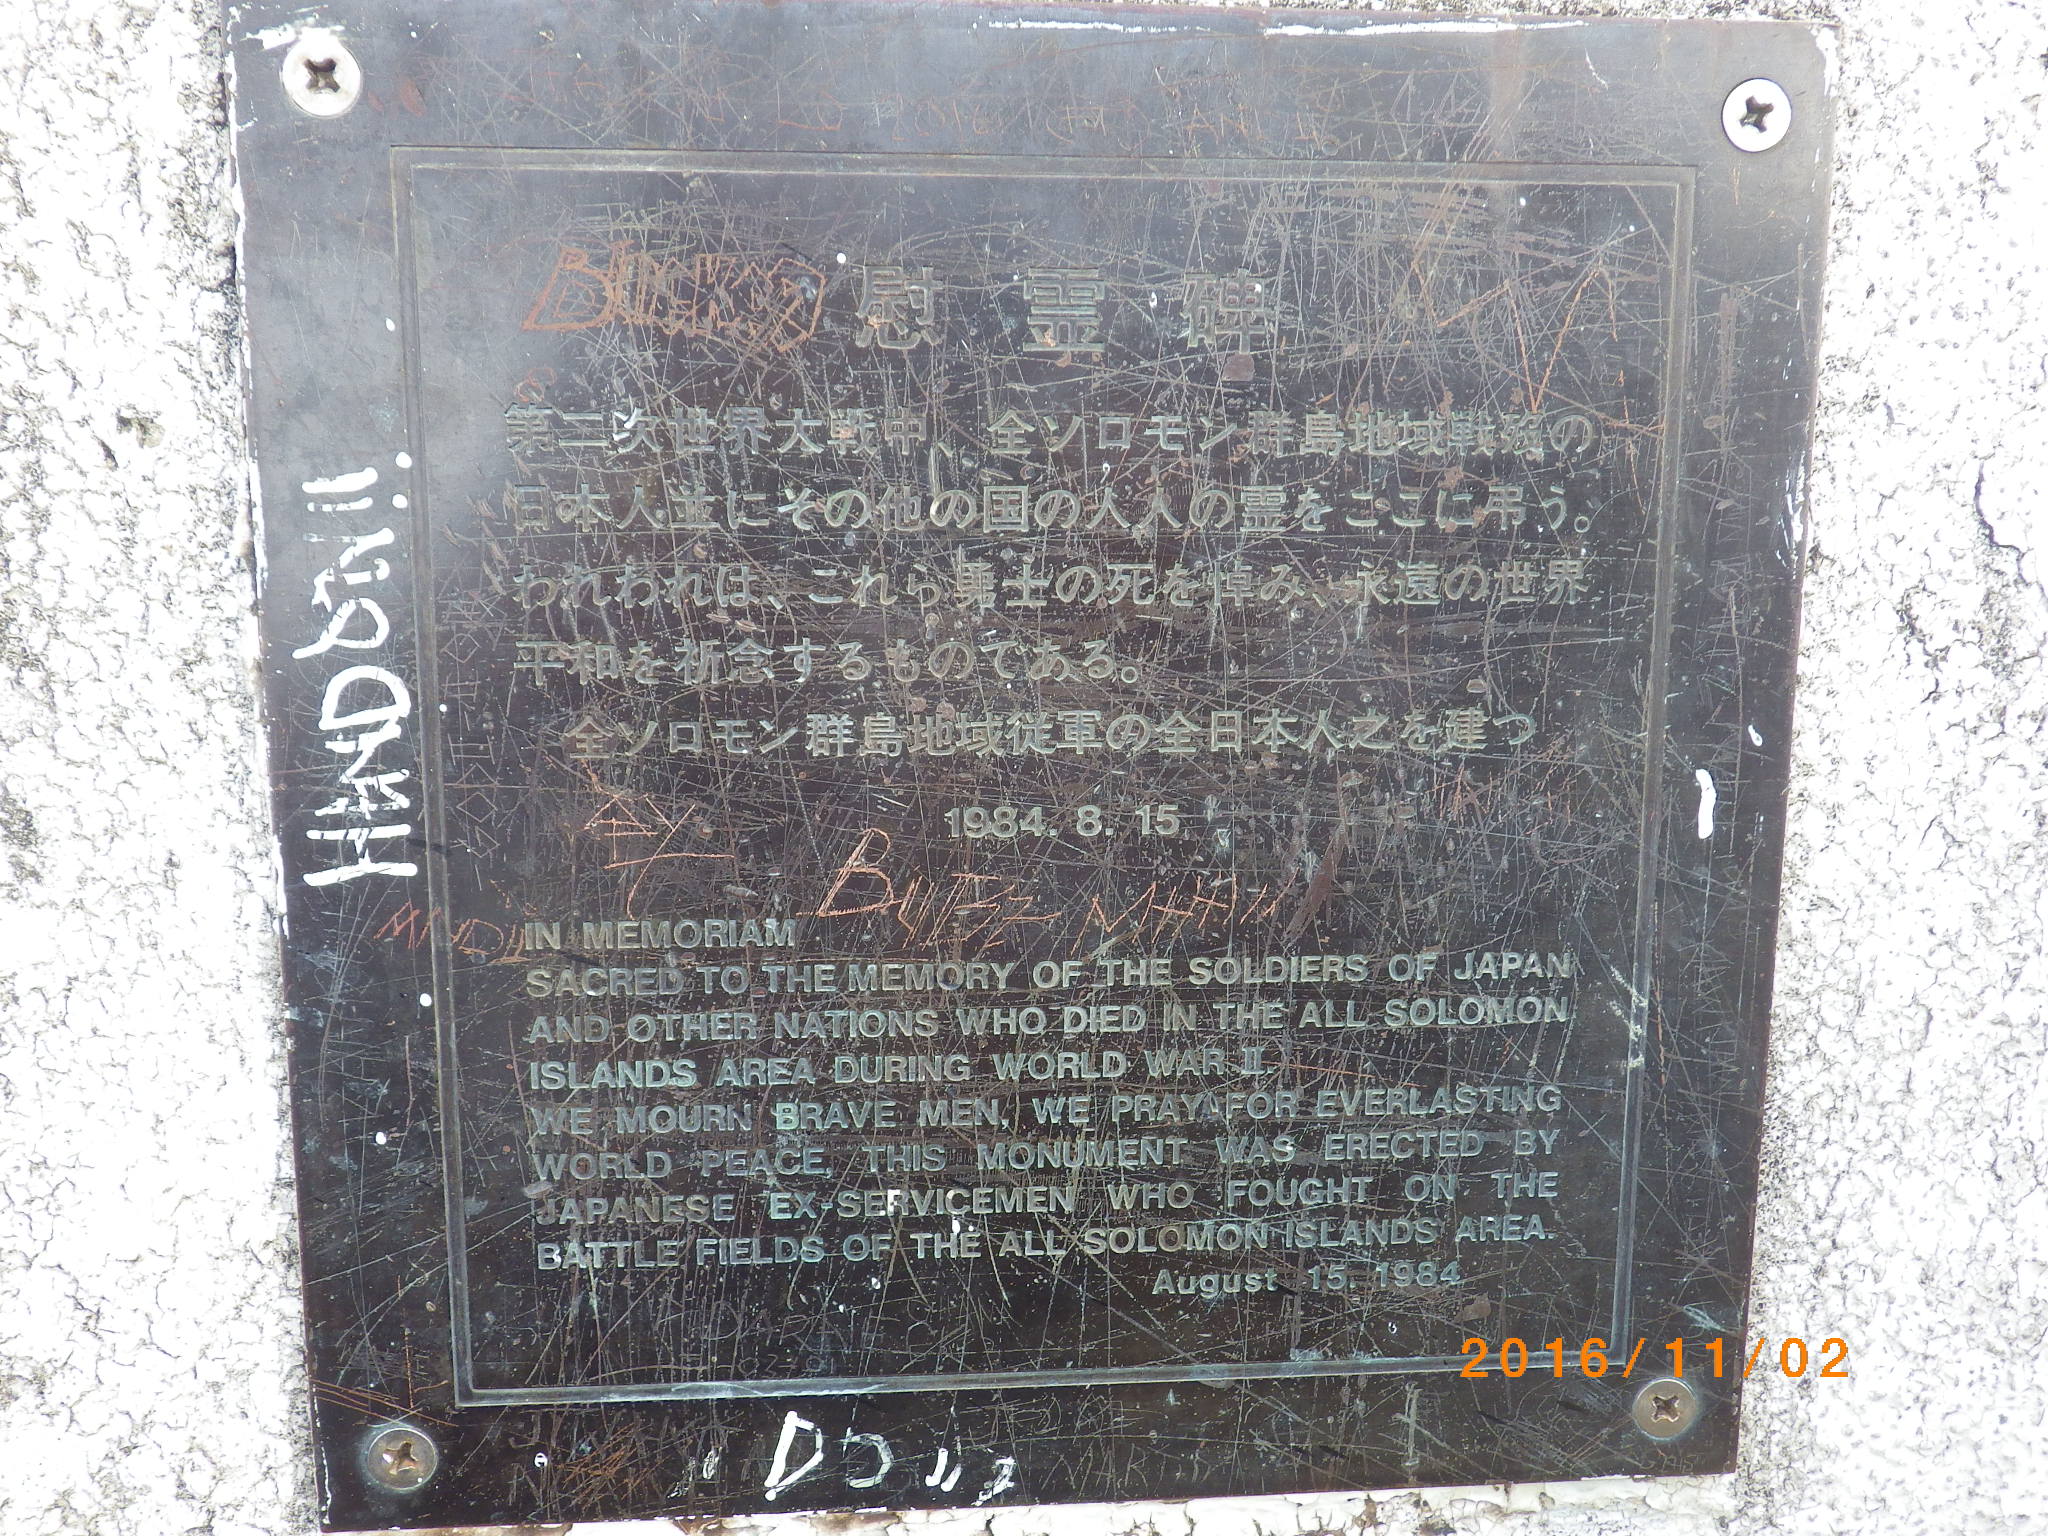 慰霊碑
第二次世界大戦中、全ソロモン群島地域戦歿の
日本人並にその他の国の人人の霊をここに弔う。
われわれは、これら勇士の死を悼み、永遠の世界
平和を祈念するものである。
全ソロモン群島地域従軍の全日本人之を建つ
1984. 8. 15
IN MEMORIAM
SACRED TO THE MEMORY OF THE SOLDIERS OF JAPAN
AND OTHER NATIONS WHO DIED IN THE ALL SOLOMON
ISLANDS AREA DURING WORLD WAR II.
WE MOURN BRAVE MEN, WE PRAY FOR EVERLASTING
WORLD PEACE. THIS MONUMENT WAS ERECTED BY
JAPANESE EX-SERVICEMEN WHO FOUGHT ON THE
BATTLE FIELDS OF THE ALL SOLOMON ISLANDS AREA.
August 15. 1984
2016/11/02